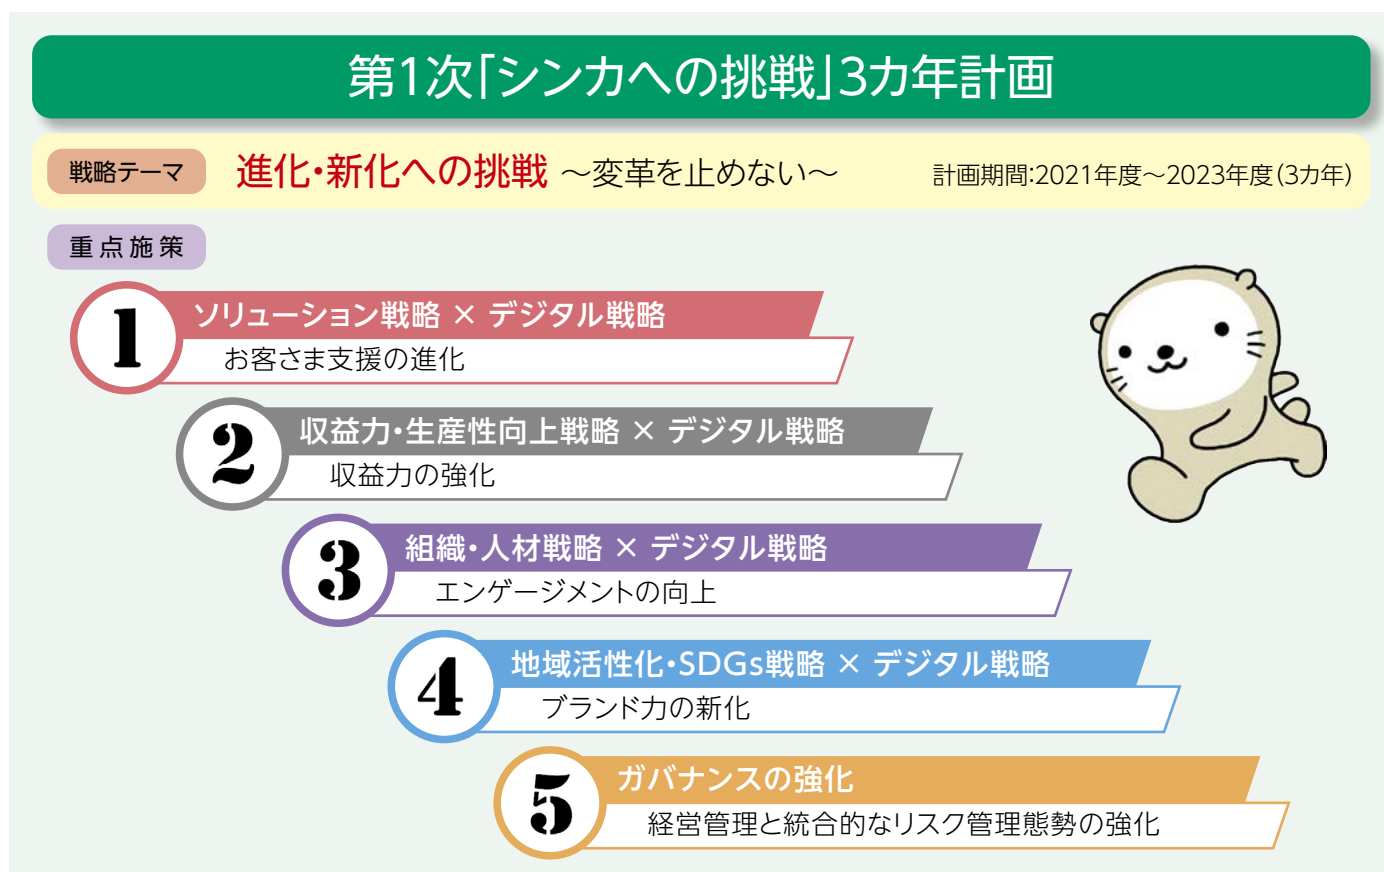 第1次「シンカへの挑戦」3カ年計画
戦略テーマ 進化・新化への挑戦 ～変革を止めない～ 計画期間:2021年度～2023年度(3カ年)
重点施策
1 ソリューション戦略 × デジタル戦略
お客さま支援の進化
2 収益力・生産性向上戦略 × デジタル戦略
収益力の強化
3 組織・人材戦略 × デジタル戦略
エンゲージメントの向上
4 地域活性化・SDGs戦略 × デジタル戦略
ブランド力の新化
5 ガバナンスの強化
経営管理と統合的なリスク管理態勢の強化